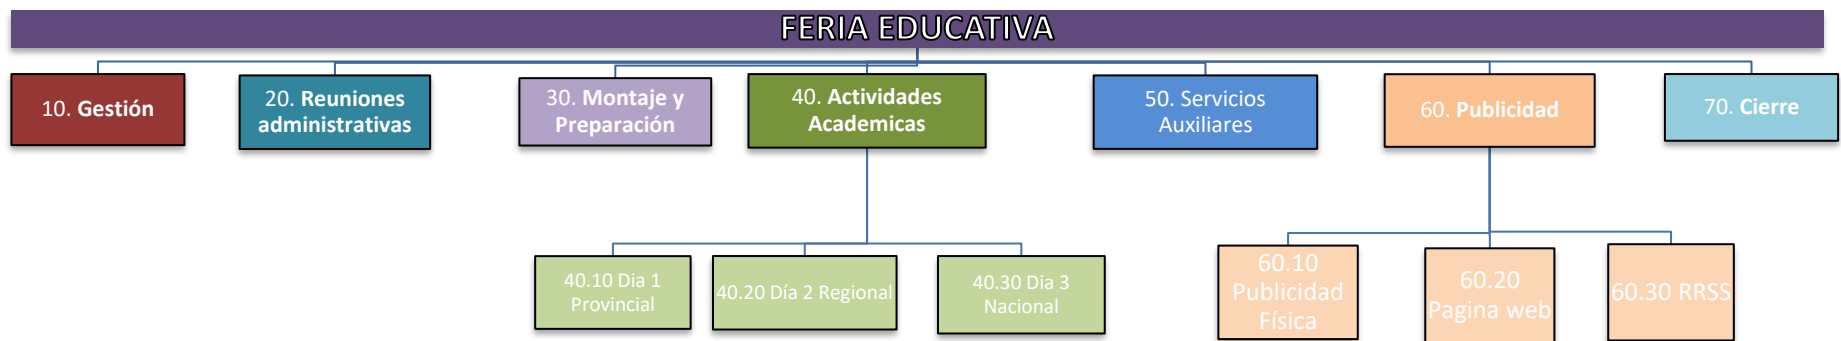 FERIA EDUCATIVA
10. Gestión
20. Reuniones
administrativas
30. Montaje y
Preparación
40. Actividades
Academicas
50. Servicios
Auxiliares
60. Publicidad
70. Cierre
40.10 Dia 1
Provincial
40.20 Día 2 Regional
40.30 Dia 3
Nacional
60.10
Publicidad
Física
60.20
Pagina web
60.30 RRSS